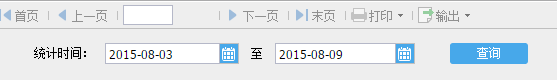 首页 上一页 下一页 末页 打印 输出
统计时间： 2015-08-03 至 2015-08-09 查询